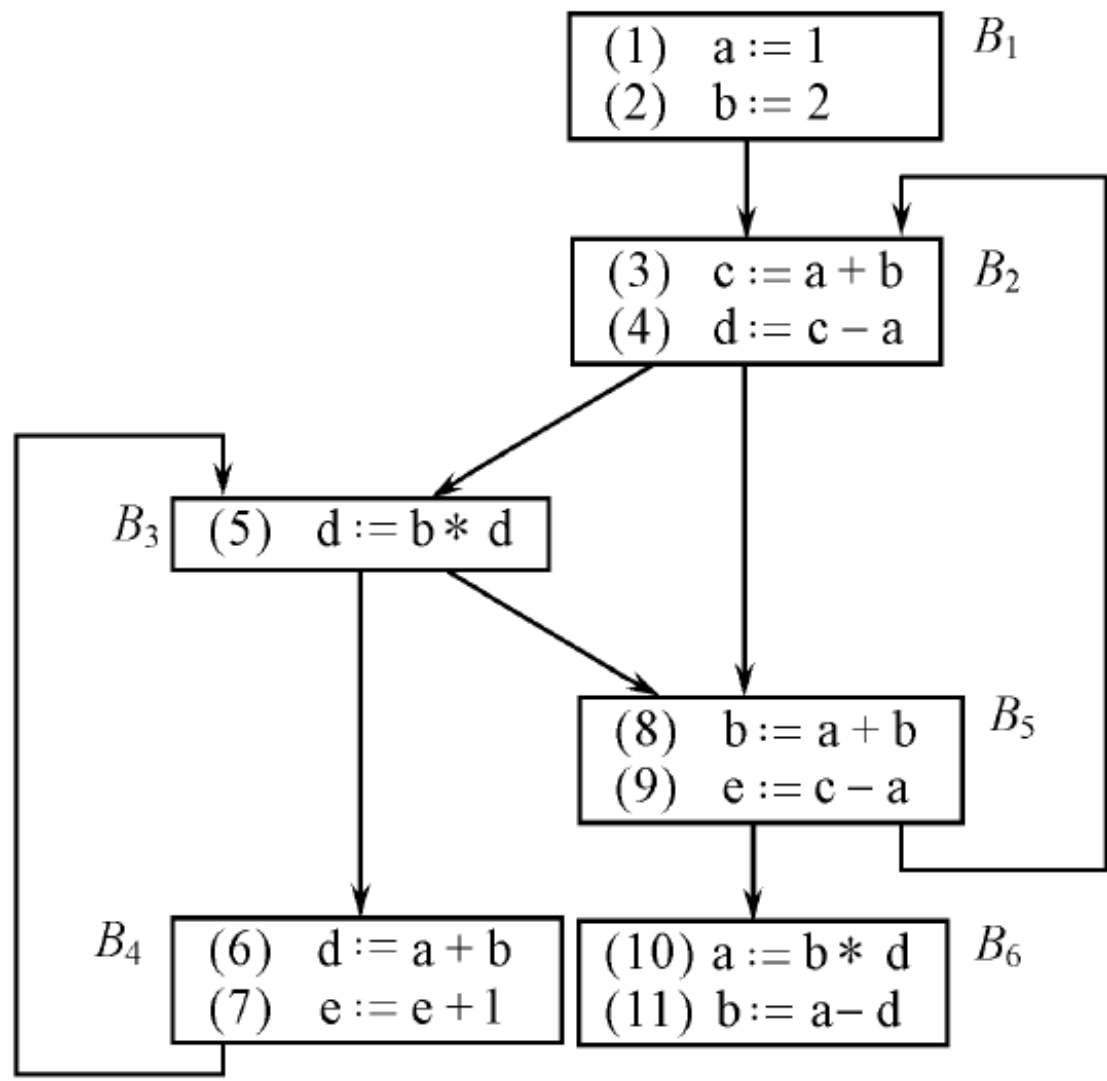 (1) a := 1
(2) b := 2
B1
(3) c := a + b
(4) d := c − a
B2
B3
(5) d := b * d
(8) b := a + b
(9) e := c − a
B5
B4
(6) d := a + b
(7) e := e + 1
(10) a := b * d
(11) b := a − d
B6